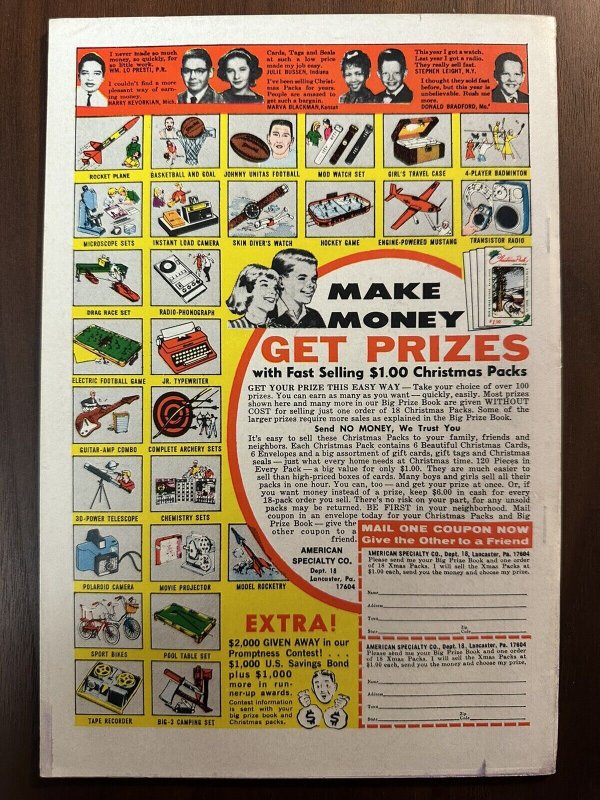 I never made so much
money, so quickly, for
so little work.
WM. LO PRESTI, P.R.
I couldn't find a more
pleasant way of earn-
ing money.
HARRY KEVORKIAN, Mich.
Cards, Tags and Seals
at such a low price
made my job easy.
JULIE BUSSEN, Indiana
I've been selling Christ-
mas Packs for years.
People are amazed to
get such a bargain.
MARVA BLACKMAN, Kansas
This year I got a watch.
Last year I got a radio.
They really sell fast.
STEPHEN LEIGHT, N.Y.
I thought they sold fast
before, but this year is
unbelievable. Rush me
more.
DONALD BRADFORD, Mo.
ROCKET PLANE
BASKETBALL AND GOAL
JOHNNY UNITAS FOOTBALL
MOD WATCH SET
GIRL'S TRAVEL CASE
4-PLAYER BADMINTON
MICROSCOPE SETS
INSTANT LOAD CAMERA
SKIN DIVER'S WATCH
HOCKEY GAME
ENGINE-POWERED MUSTANG
TRANSISTOR RADIO
DRAG RACE SET
RADIO-PHONOGRAPH
ELECTRIC FOOTBALL GAME
JR. TYPEWRITER
GUITAR-AMP COMBO
COMPLETE ARCHERY SETS
30-POWER TELESCOPE
CHEMISTRY SETS
POLAROID CAMERA
MOVIE PROJECTOR
MODEL ROCKETRY
SPORT BIKES
POOL TABLE SET
TAPE RECORDER
BIG-3 CAMPING SET
Christmas Pack
$1.00
MAKE
MONEY
GET PRIZES
with Fast Selling $1.00 Christmas Packs
GET YOUR PRIZE THIS EASY WAY — Take your choice of over 100
prizes. You can earn as many as you want — quickly, easily. Most prizes
shown here and many more in our Big Prize Book are given WITHOUT
COST for selling just one order of 18 Christmas Packs. Some of the
larger prizes require more sales as explained in the Big Prize Book.
Send NO MONEY, We Trust You
It's easy to sell these Christmas Packs to your family, friends and
neighbors. Each Christmas Pack contains 6 Beautiful Christmas Cards,
6 Envelopes and a big assortment of gift cards, gift tags and Christmas
seals — just what every home needs at Christmas time. 120 Pieces in
Every Pack — a big value for only $1.00. They are much easier to
sell than high-priced boxes of cards. Many boys and girls sell all their
packs in one hour. You can, too — and get your prize at once. Or, if
you want money instead of a prize, keep $6.00 in cash for every
18-pack order you sell. There's no risk on your part, for any unsold
packs may be returned. BE FIRST in your neighborhood. Mail
coupon in an envelope today for your Christmas Packs and Big
Prize Book — give the
other coupon to a
friend.
AMERICAN
SPECIALTY CO.
Dept. 18
Lancaster, Pa.
17604
MAIL ONE COUPON NOW
Give the Other to a Friend
AMERICAN SPECIALTY CO., Dept. 18, Lancaster, Pa. 17604
Please send me your Big Prize Book and one order
of 18 Xmas Packs. I will sell the Xmas Packs at
$1.00 each, send you the money and choose my prize.
Name
Address
Town
State
Zip
Code
AMERICAN SPECIALTY CO., Dept. 18, Lancaster, Pa. 17604
Please send me your Big Prize Book and one order
of 18 Xmas Packs. I will sell the Xmas Packs at
$1.00 each, send you the money and choose my prize.
Name
Address
Town
State
Zip
Code
EXTRA!
$2,000 GIVEN AWAY in our
Promptness Contest! . . .
$1,000 U.S. Savings Bond
plus $1,000
more in run-
ner-up awards.
Contest information
is sent with your
big prize book and
Christmas packs.
$ $